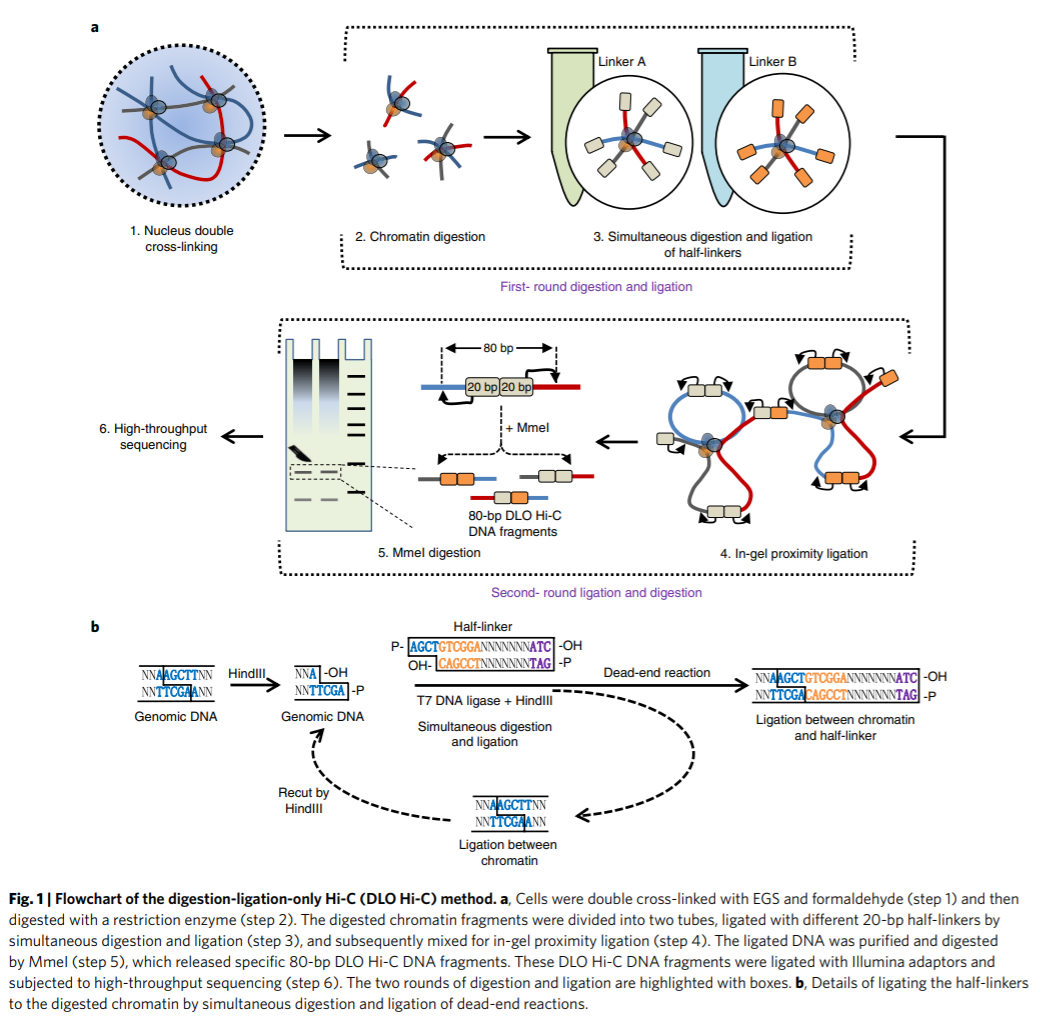 a
Linker A
Linker B
1. Nucleus double
cross-linking
2. Chromatin digestion
3. Simultaneous digestion and ligation
of half-linkers
First- round digestion and ligation
80 bp
20 bp
20 bp
+ MmeI
6. High-throughput
sequencing
80-bp DLO Hi-C
DNA fragments
5. MmeI digestion
4. In-gel proximity ligation
Second- round ligation and digestion
b
Half-linker
P- AGCTGTCGGANNNNNNNATC -OH
OH- CAGCCTNNNNNNNTAG -P
NNAAGCTTNN
NNTTCGAANN
Genomic DNA
HindIII
NNA -OH
NNTTCGA -P
Genomic DNA
T7 DNA ligase + HindIII
Simultaneous digestion
and ligation
Dead-end reaction
NNAAGCTGTCGGANNNNNNNATC -OH
NNTTCGACAGCCTNNNNNNNTAG -P
Ligation between chromatin
and half-linker
Recut by
HindIII
NNAAGCTTNN
NNTTCGAANN
Ligation between
chromatin
Fig. 1 | Flowchart of the digestion-ligation-only Hi-C (DLO Hi-C) method. a, Cells were double cross-linked with EGS and formaldehyde (step 1) and then
digested with a restriction enzyme (step 2). The digested chromatin fragments were divided into two tubes, ligated with different 20-bp half-linkers by
simultaneous digestion and ligation (step 3), and subsequently mixed for in-gel proximity ligation (step 4). The ligated DNA was purified and digested
by MmeI (step 5), which released specific 80-bp DLO Hi-C DNA fragments. These DLO Hi-C DNA fragments were ligated with Illumina adaptors and
subjected to high-throughput sequencing (step 6). The two rounds of digestion and ligation are highlighted with boxes. b, Details of ligating the half-linkers
to the digested chromatin by simultaneous digestion and ligation of dead-end reactions.